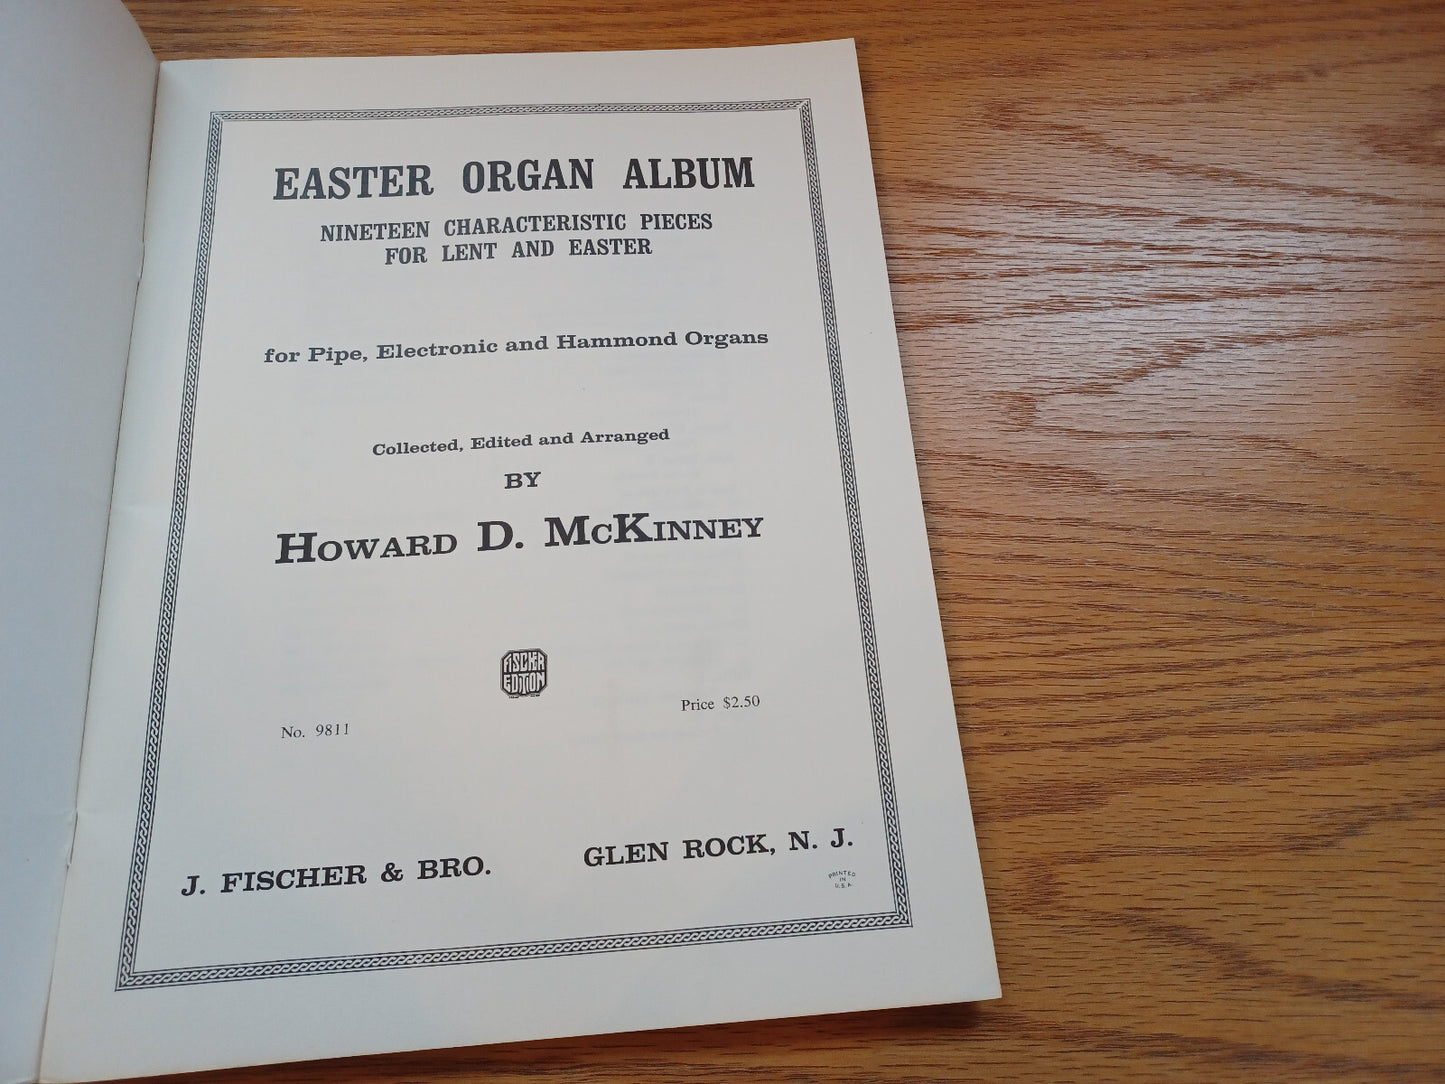 EASTER ORGAN ALBUM
NINETEEN CHARACTERISTIC PIECES
FOR LENT AND EASTER
for Pipe, Electronic and Hammond Organs
Collected, Edited and Arranged
BY
HOWARD D. McKINNEY
FISCHER
EDITION
No. 9811
Price $2.50
J. FISCHER & BRO.
GLEN ROCK, N. J.
PRINTED
IN
U.S.A.